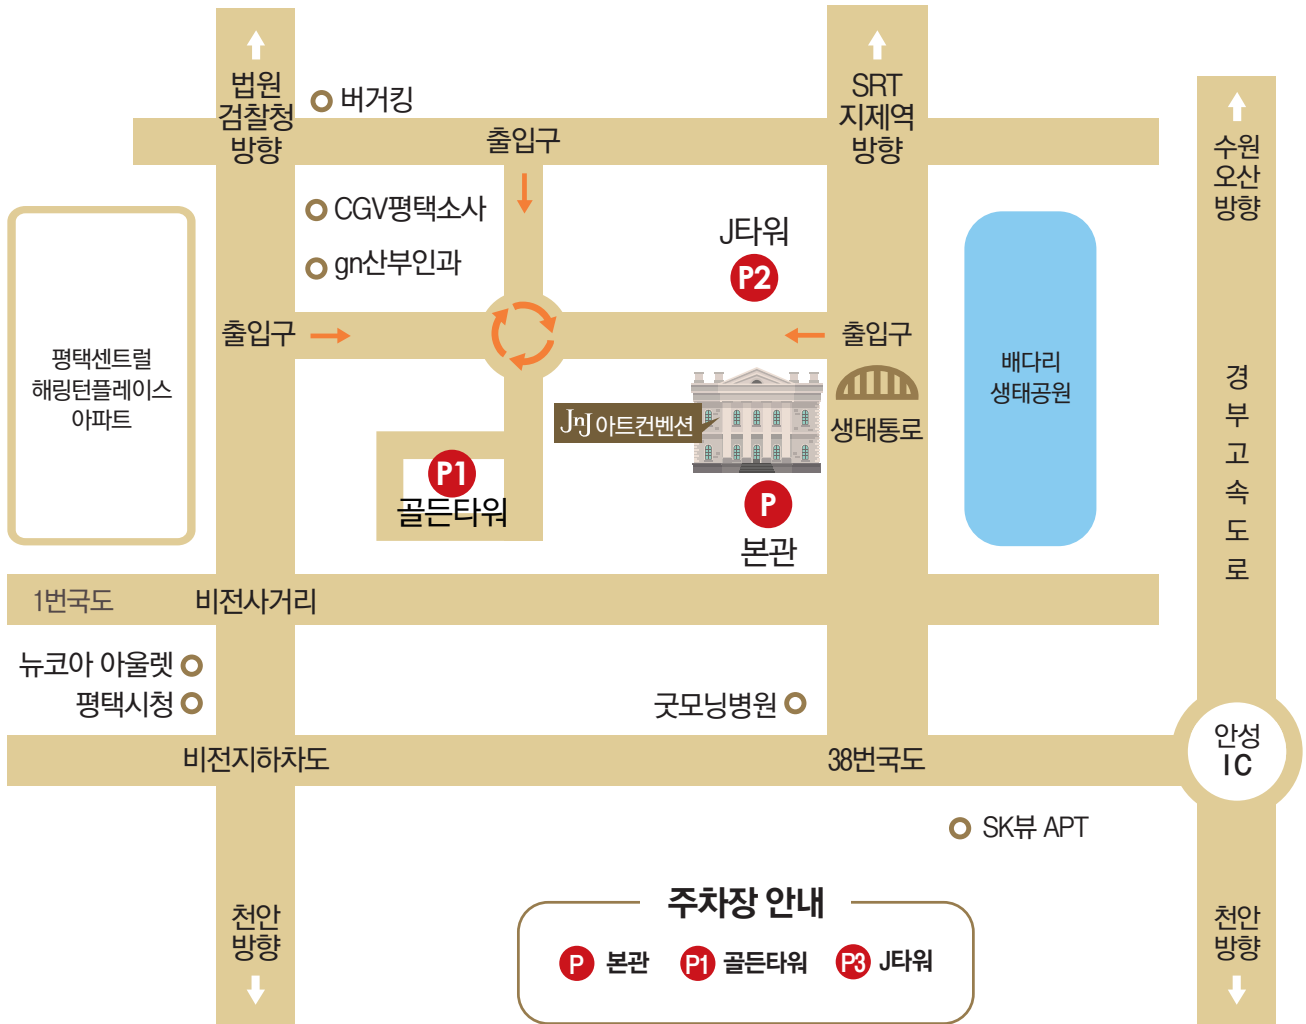 법원
검찰청
방향
버거킹
출입구
SRT
지제역
방향
수원
오산
방향
CGV평택소사
gn산부인과
J타워
P2
출입구
출입구
평택센트럴
해링턴플레이스
아파트
배다리
생태공원
경
부
고
속
도
로
JnJ 아트컨벤션
생태통로
P1
골든타워
P
본관
1번국도
비전사거리
뉴코아 아울렛
평택시청
굿모닝병원
비전지하차도
38번국도
안성
IC
SK뷰 APT
천안
방향
천안
방향
주차장 안내
P 본관
P1 골든타워
P3 J타워